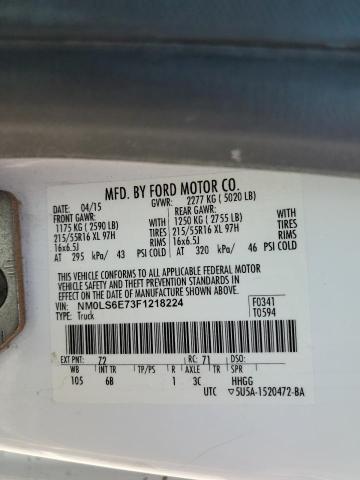 MFD. BY FORD MOTOR CO.
DATE: 04/15 GVWR: 2277 KG ( 5020 LB)
FRONT GAWR: REAR GAWR:
1175 KG ( 2590 LB) WITH 1250 KG ( 2755 LB) WITH
215/55R16 XL 97H TIRES 215/55R16 XL 97H TIRES
16x6.5J RIMS 16x6.5J RIMS
AT 295 kPa/ 43 PSI COLD AT 320 kPa/ 46 PSI COLD
THIS VEHICLE CONFORMS TO ALL APPLICABLE FEDERAL MOTOR
VEHICLE SAFETY AND THEFT PREVENTION STANDARDS IN EFFECT
ON THE DATE OF MANUFACTURE SHOWN ABOVE.
VIN: NM0LS6E73F1218224 F0341
TYPE: Truck T0594
EXT PNT: Z2 RC: 71 DSO:
WB INT TR TP/PS R AXLE TR
105 6B 1 3C HHGG
UTC 5U5A-1520472-BA